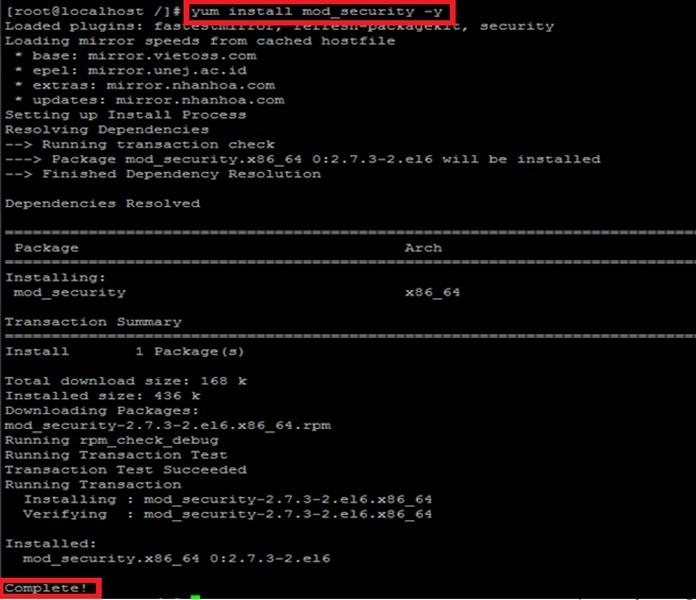 [root@localhost /]# yum install mod_security -y
Loaded plugins: fastestmirror, refresh-packagekit, security
Loading mirror speeds from cached hostfile
* base: mirror.vietoss.com
* epel: mirror.unej.ac.id
* extras: mirror.nhanhoa.com
* updates: mirror.nhanhoa.com
Setting up Install Process
Resolving Dependencies
--> Running transaction check
---> Package mod_security.x86_64 0:2.7.3-2.el6 will be installed
--> Finished Dependency Resolution
Dependencies Resolved
Package Arch
Installing:
mod_security x86_64
Transaction Summary
Install 1 Package(s)
Total download size: 168 k
Installed size: 436 k
Downloading Packages:
mod_security-2.7.3-2.el6.x86_64.rpm
Running rpm_check_debug
Running Transaction Test
Transaction Test Succeeded
Running Transaction
Installing : mod_security-2.7.3-2.el6.x86_64
Verifying : mod_security-2.7.3-2.el6.x86_64
Installed:
mod_security.x86_64 0:2.7.3-2.el6
Complete!